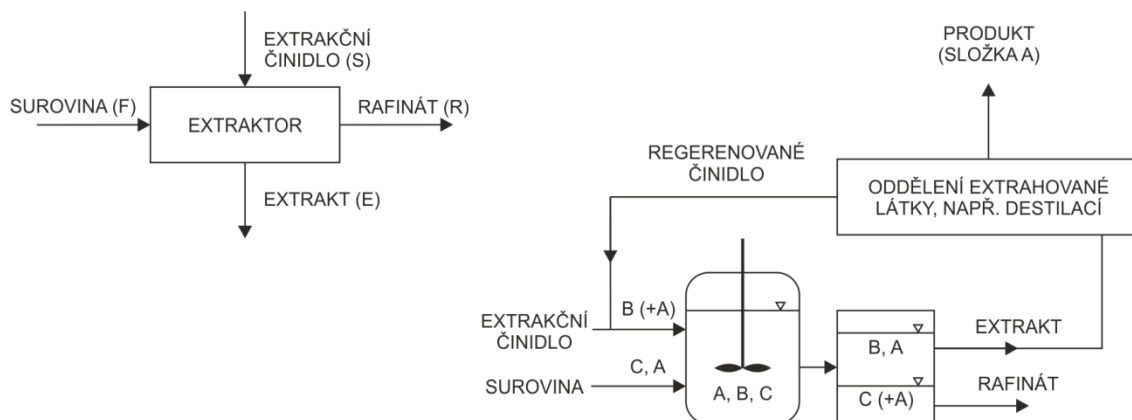 EXTRAKČNÍ
ČINIDLO (S)
SUROVINA (F)
EXTRAKTOR
RAFINÁT (R)
EXTRAKT (E)
PRODUKT
(SLOŽKA A)
REGERENOVANÉ
ČINIDLO
ODDĚLENÍ EXTRAHOVANÉ
LÁTKY, NAPŘ. DESTILACÍ
EXTRAKČNÍ
ČINIDLO
B (+A)
C, A
SUROVINA
A, B, C
B, A
C (+A)
EXTRAKT
RAFINÁT